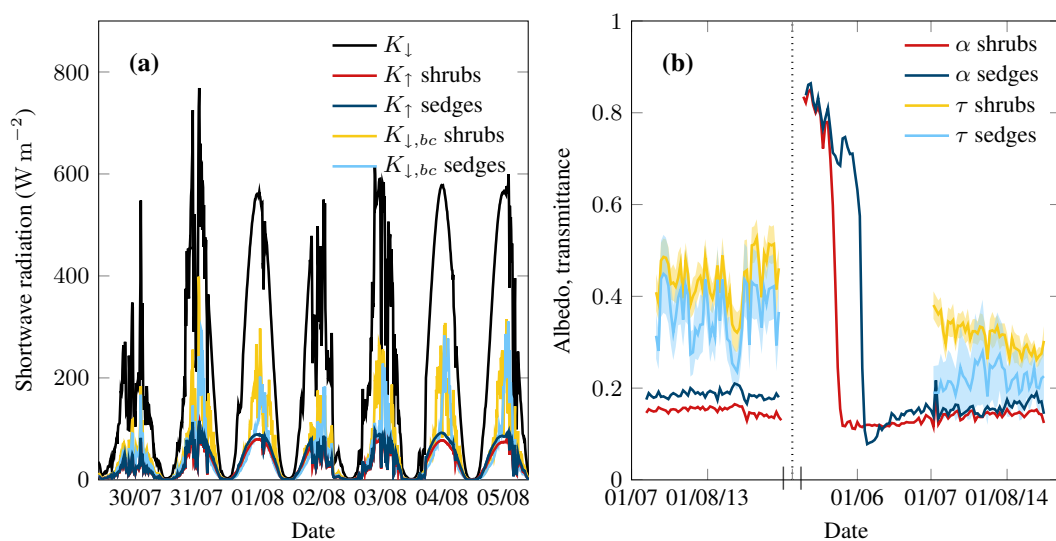 (a)
K↓
K↑ shrubs
K↑ sedges
K↓,bc shrubs
K↓,bc sedges
Shortwave radiation (W m−2)
800
600
400
200
0
30/07 31/07 01/08 02/08 03/08 04/08 05/08
Date
(b)
α shrubs
α sedges
τ shrubs
τ sedges
Albedo, transmittance
1
0.8
0.6
0.4
0.2
0
01/07 01/08/13 01/06 01/07 01/08/14
Date